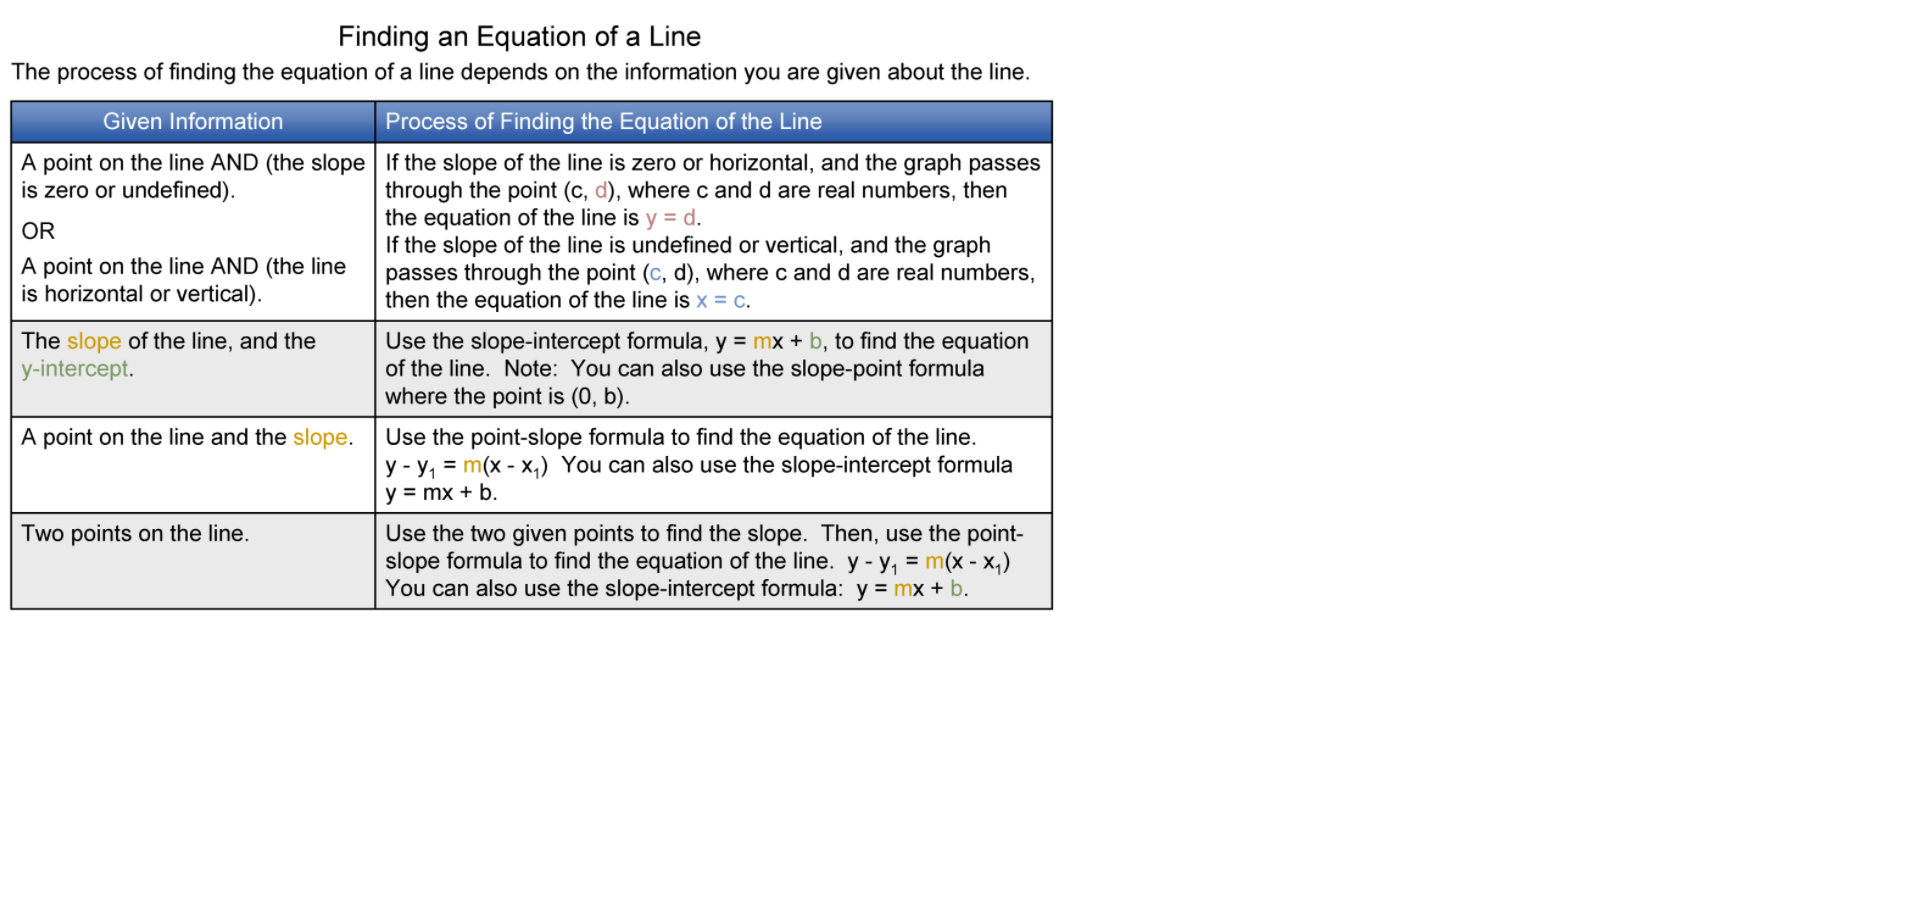 Finding an Equation of a Line
The process of finding the equation of a line depends on the information you are given about the line.
Given Information
Process of Finding the Equation of the Line
A point on the line AND (the slope
is zero or undefined).
OR
A point on the line AND (the line
is horizontal or vertical).
If the slope of the line is zero or horizontal, and the graph passes
through the point (c, d), where c and d are real numbers, then
the equation of the line is y = d.
If the slope of the line is undefined or vertical, and the graph
passes through the point (c, d), where c and d are real numbers,
then the equation of the line is x = c.
The slope of the line, and the
y-intercept.
Use the slope-intercept formula, y = mx + b, to find the equation
of the line.  Note:  You can also use the slope-point formula
where the point is (0, b).
A point on the line and the slope.
Use the point-slope formula to find the equation of the line.
y - y₁ = m(x - x₁)  You can also use the slope-intercept formula
y = mx + b.
Two points on the line.
Use the two given points to find the slope.  Then, use the point-
slope formula to find the equation of the line.  y - y₁ = m(x - x₁)
You can also use the slope-intercept formula:  y = mx + b.